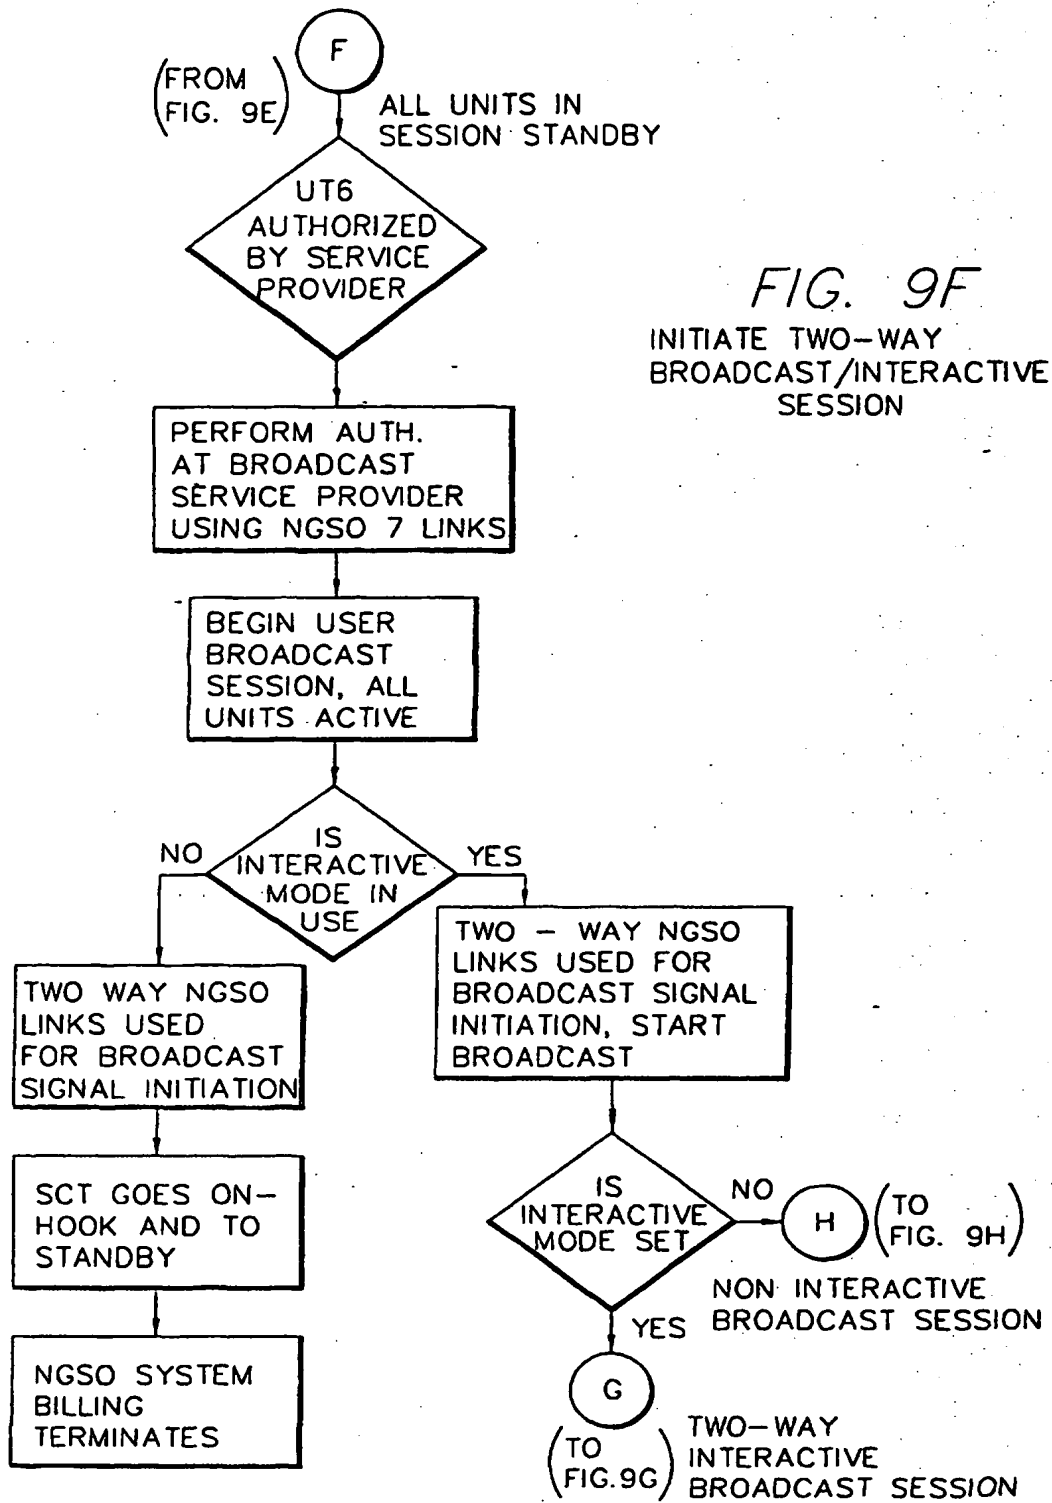 F
(FROM
FIG. 9E)
ALL UNITS IN
SESSION STANDBY
UT6
AUTHORIZED
BY SERVICE
PROVIDER
FIG. 9F
INITIATE TWO-WAY
BROADCAST/INTERACTIVE
SESSION
PERFORM AUTH.
AT BROADCAST
SERVICE PROVIDER
USING NGSO 7 LINKS
BEGIN USER
BROADCAST
SESSION, ALL
UNITS ACTIVE
IS
INTERACTIVE
MODE IN
USE
NO
YES
TWO WAY NGSO
LINKS USED
FOR BROADCAST
SIGNAL INITIATION
SCT GOES ON-
HOOK AND TO
STANDBY
NGSO SYSTEM
BILLING
TERMINATES
TWO - WAY NGSO
LINKS USED FOR
BROADCAST SIGNAL
INITIATION, START
BROADCAST
IS
INTERACTIVE
MODE SET
NO
H
(TO
FIG. 9H)
NON INTERACTIVE
BROADCAST SESSION
YES
G
(TO
FIG.9G)
TWO-WAY
INTERACTIVE
BROADCAST SESSION